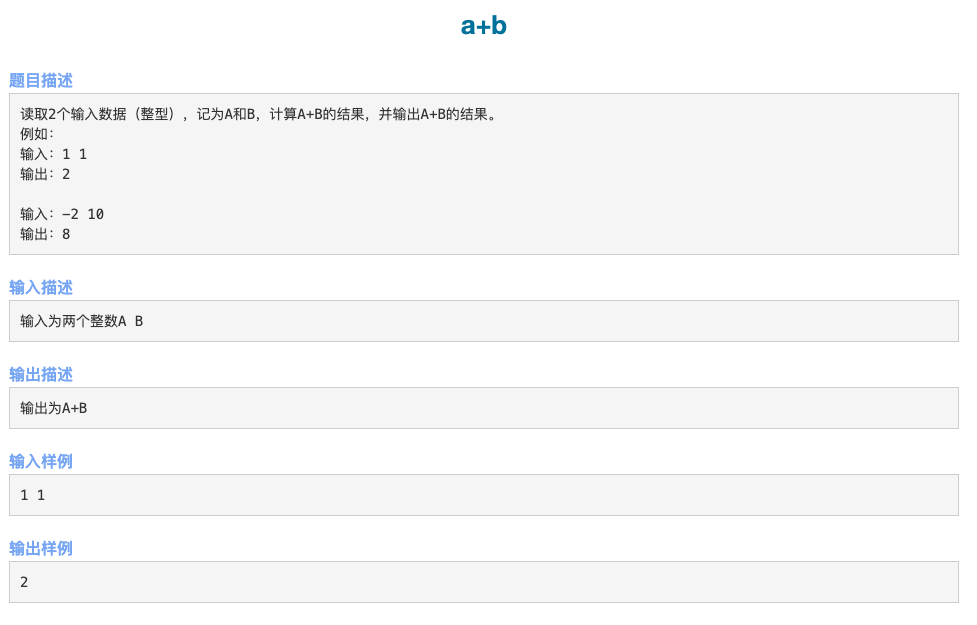 a+b
题目描述
读取2个输入数据（整型），记为A和B，计算A+B的结果，并输出A+B的结果。
例如：
输入：1 1
输出：2
输入：-2 10
输出：8
输入描述
输入为两个整数A B
输出描述
输出为A+B
输入样例
1 1
输出样例
2